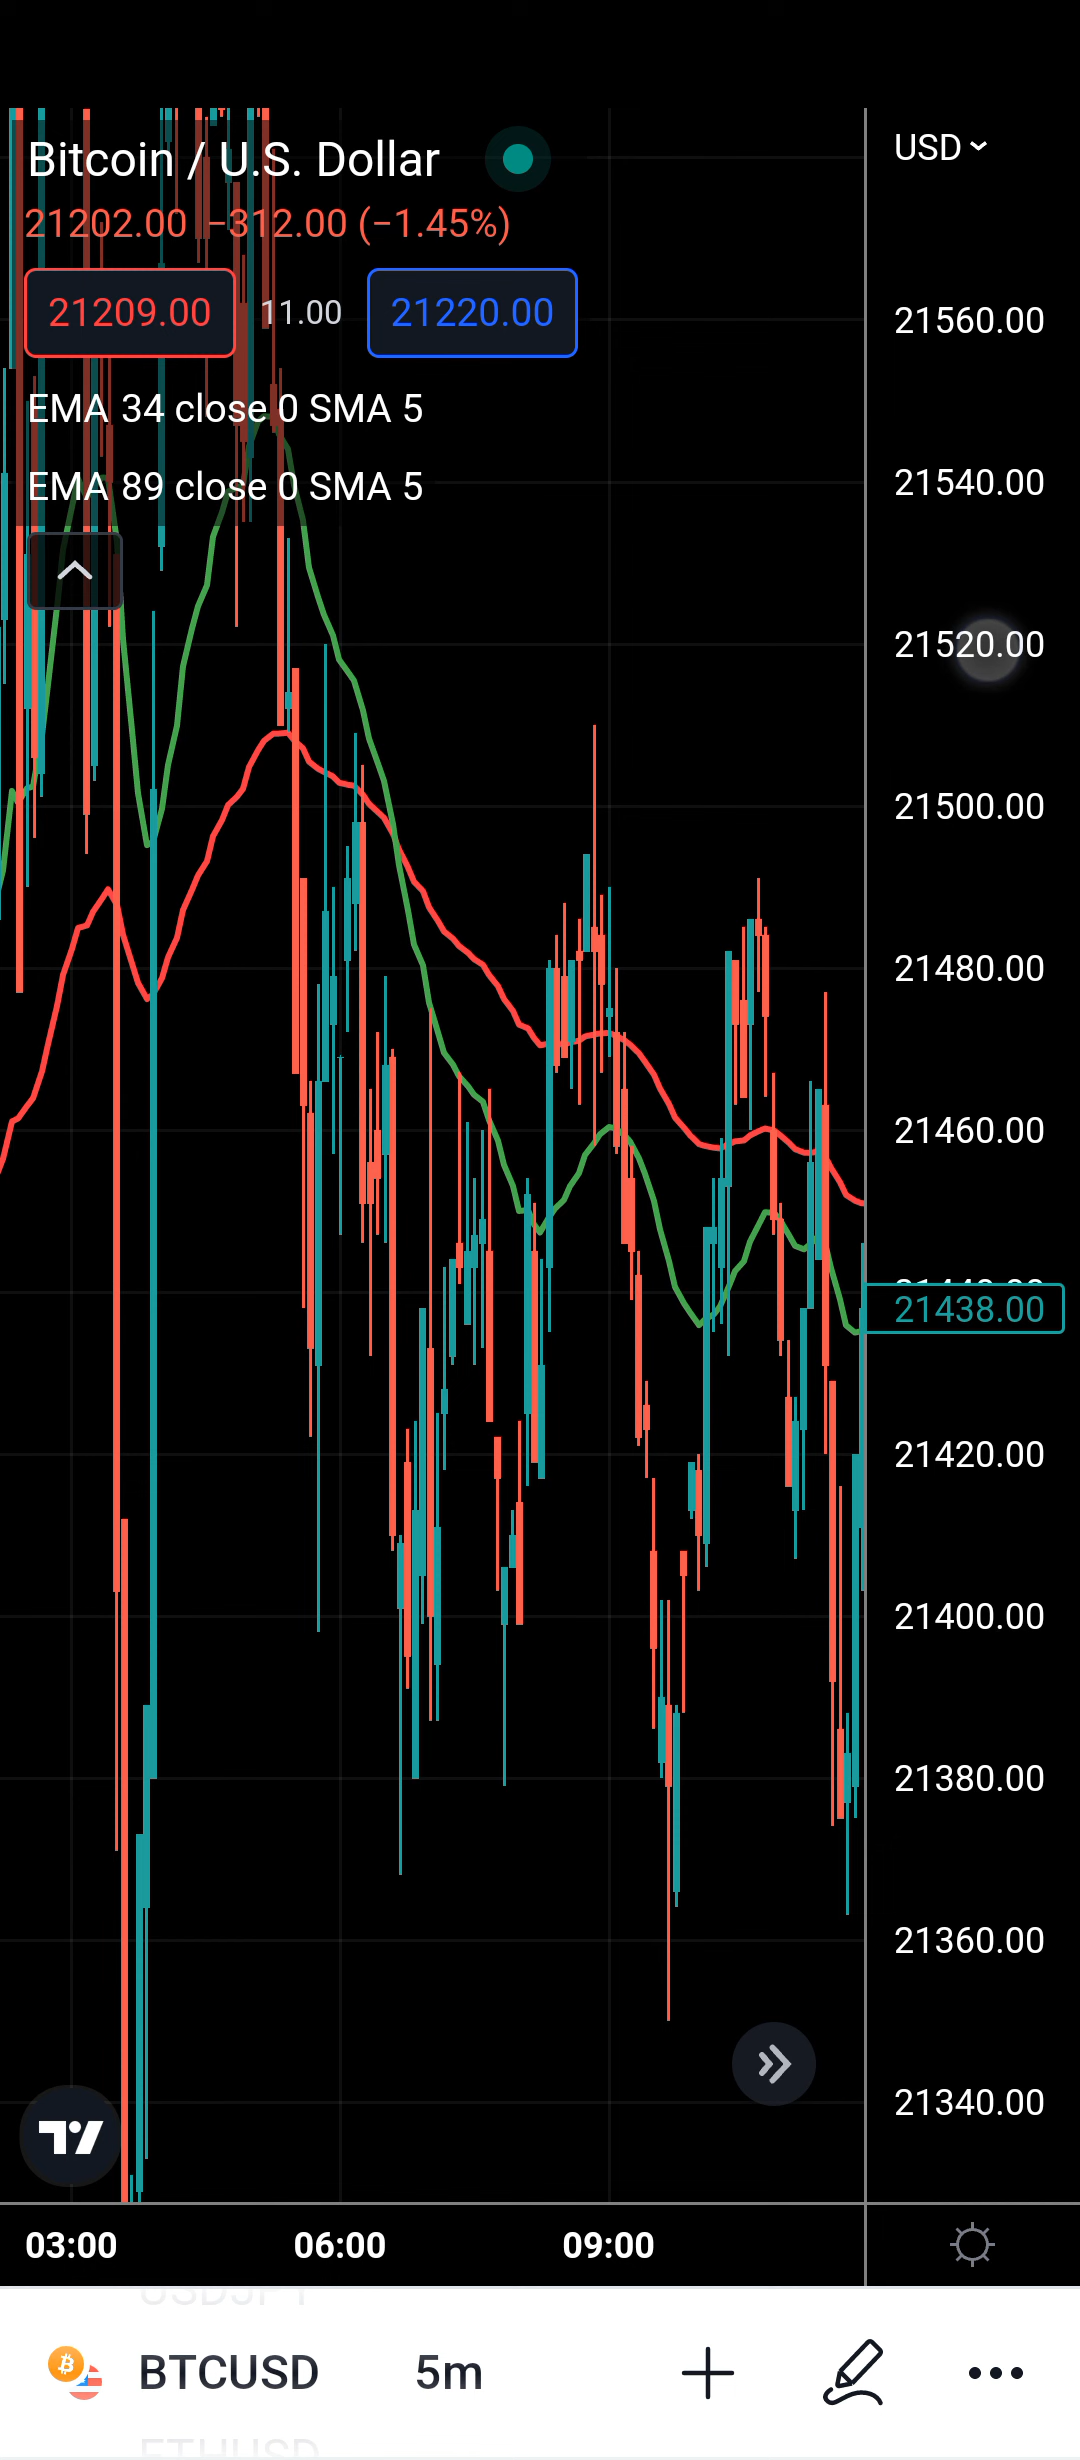 Bitcoin / U.S. Dollar
USD
21202.00 −312.00 (−1.45%)
21209.00 11.00 21220.00
21560.00
EMA 34 close 0 SMA 5
EMA 89 close 0 SMA 5
21540.00
21520.00
21500.00
21480.00
21460.00
21438.00
21420.00
21400.00
21380.00
21360.00
21340.00
03:00 06:00 09:00
USDJPY
BTCUSD 5m
ETHUSD